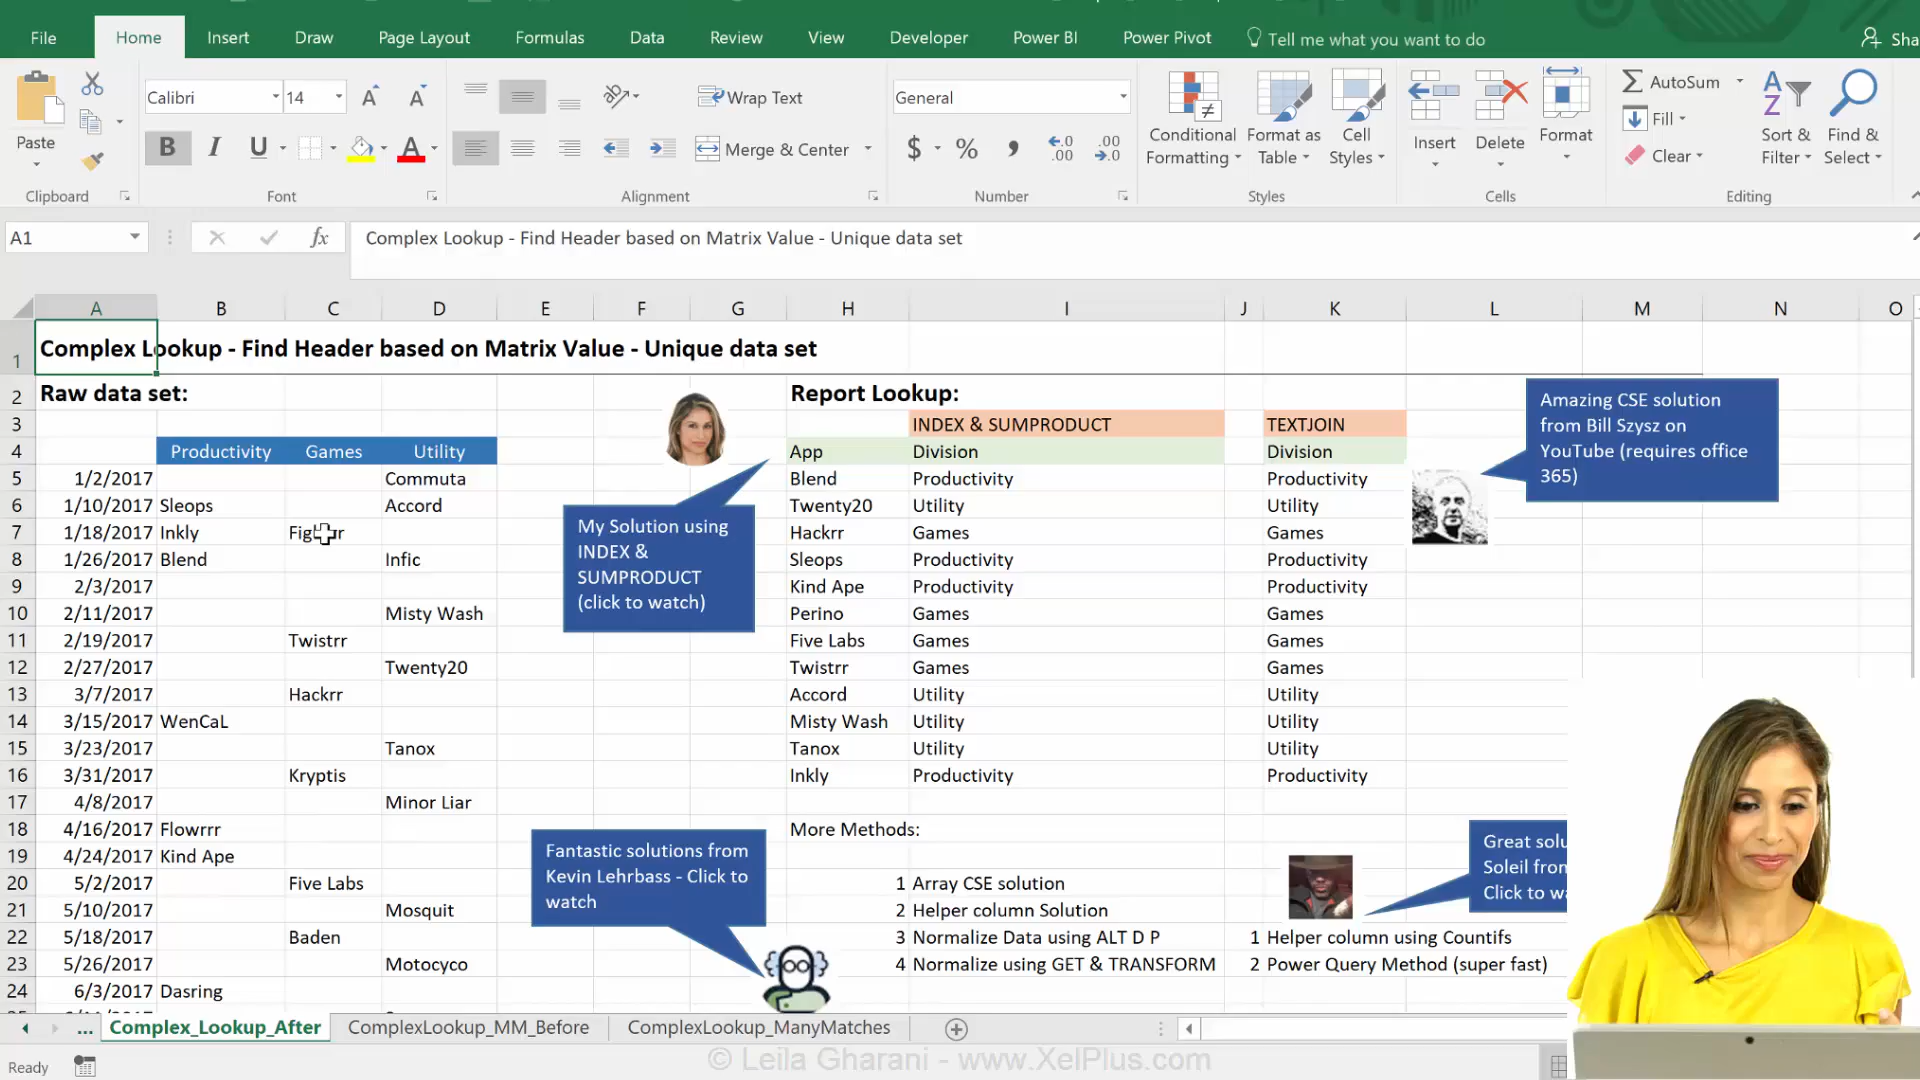 File Home Insert Draw Page Layout Formulas Data Review View Developer Power BI Power Pivot Tell me what you want to do
Paste
Clipboard
Calibri 14
B I U A
Font
Wrap Text
Merge & Center
Alignment
General
$ % , .00
Number
Conditional Formatting
Format as Table
Cell Styles
Styles
Insert Delete Format
Cells
AutoSum
Fill
Clear
Sort & Filter
Find & Select
Editing
A1 fx Complex Lookup - Find Header based on Matrix Value - Unique data set
A B C D E F G H I J K L M N O
1 Complex Lookup - Find Header based on Matrix Value - Unique data set
2 Raw data set: Report Lookup:
3 INDEX & SUMPRODUCT TEXTJOIN
4 Productivity Games Utility App Division Division
5 1/2/2017 Commuta Blend Productivity Productivity
6 1/10/2017 Sleops Accord Twenty20 Utility Utility
7 1/18/2017 Inkly Hackrr Games Games
8 1/26/2017 Blend Infic Sleops Productivity Productivity
9 2/3/2017 Kind Ape Productivity Productivity
10 2/11/2017 Misty Wash Perino Games Games
11 2/19/2017 Twistrr Five Labs Games Games
12 2/27/2017 Twenty20 Twistrr Games Games
13 3/7/2017 Hackrr Accord Utility Utility
14 3/15/2017 WenCaL Misty Wash Utility Utility
15 3/23/2017 Tanox Tanox Utility Utility
16 3/31/2017 Kryptis Inkly Productivity Productivity
17 4/8/2017 Minor Liar
18 4/16/2017 Flowrrr More Methods:
19 4/24/2017 Kind Ape
20 5/2/2017 Five Labs 1 Array CSE solution
21 5/10/2017 Mosquit 2 Helper column Solution
22 5/18/2017 Baden 3 Normalize Data using ALT D P 1 Helper column using Countifs
23 5/26/2017 Motocyco 4 Normalize using GET & TRANSFORM 2 Power Query Method (super fast)
24 6/3/2017 Dasring
My Solution using
INDEX &
SUMPRODUCT
(click to watch)
Amazing CSE solution
from Bill Szysz on
YouTube (requires office
365)
Fantastic solutions from
Kevin Lehrbass - Click to
watch
Great
Soleil
Click to
... Complex_Lookup_After ComplexLookup_MM_Before ComplexLookup_ManyMatches
Ready
© Leila Gharani - www.XelPlus.com